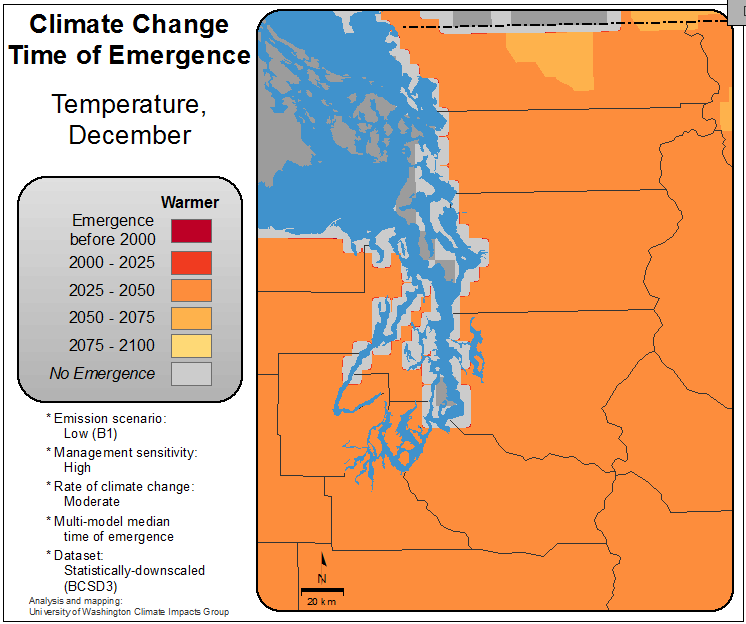 Climate Change
Time of Emergence
Temperature,
December
Warmer
Emergence
before 2000
2000 - 2025
2025 - 2050
2050 - 2075
2075 - 2100
No Emergence
* Emission scenario:
Low (B1)
* Management sensitivity:
High
* Rate of climate change:
Moderate
* Multi-model median
time of emergence
* Dataset:
Statistically-downscaled
(BCSD3)
Analysis and mapping:
University of Washington Climate Impacts Group
N
20 km